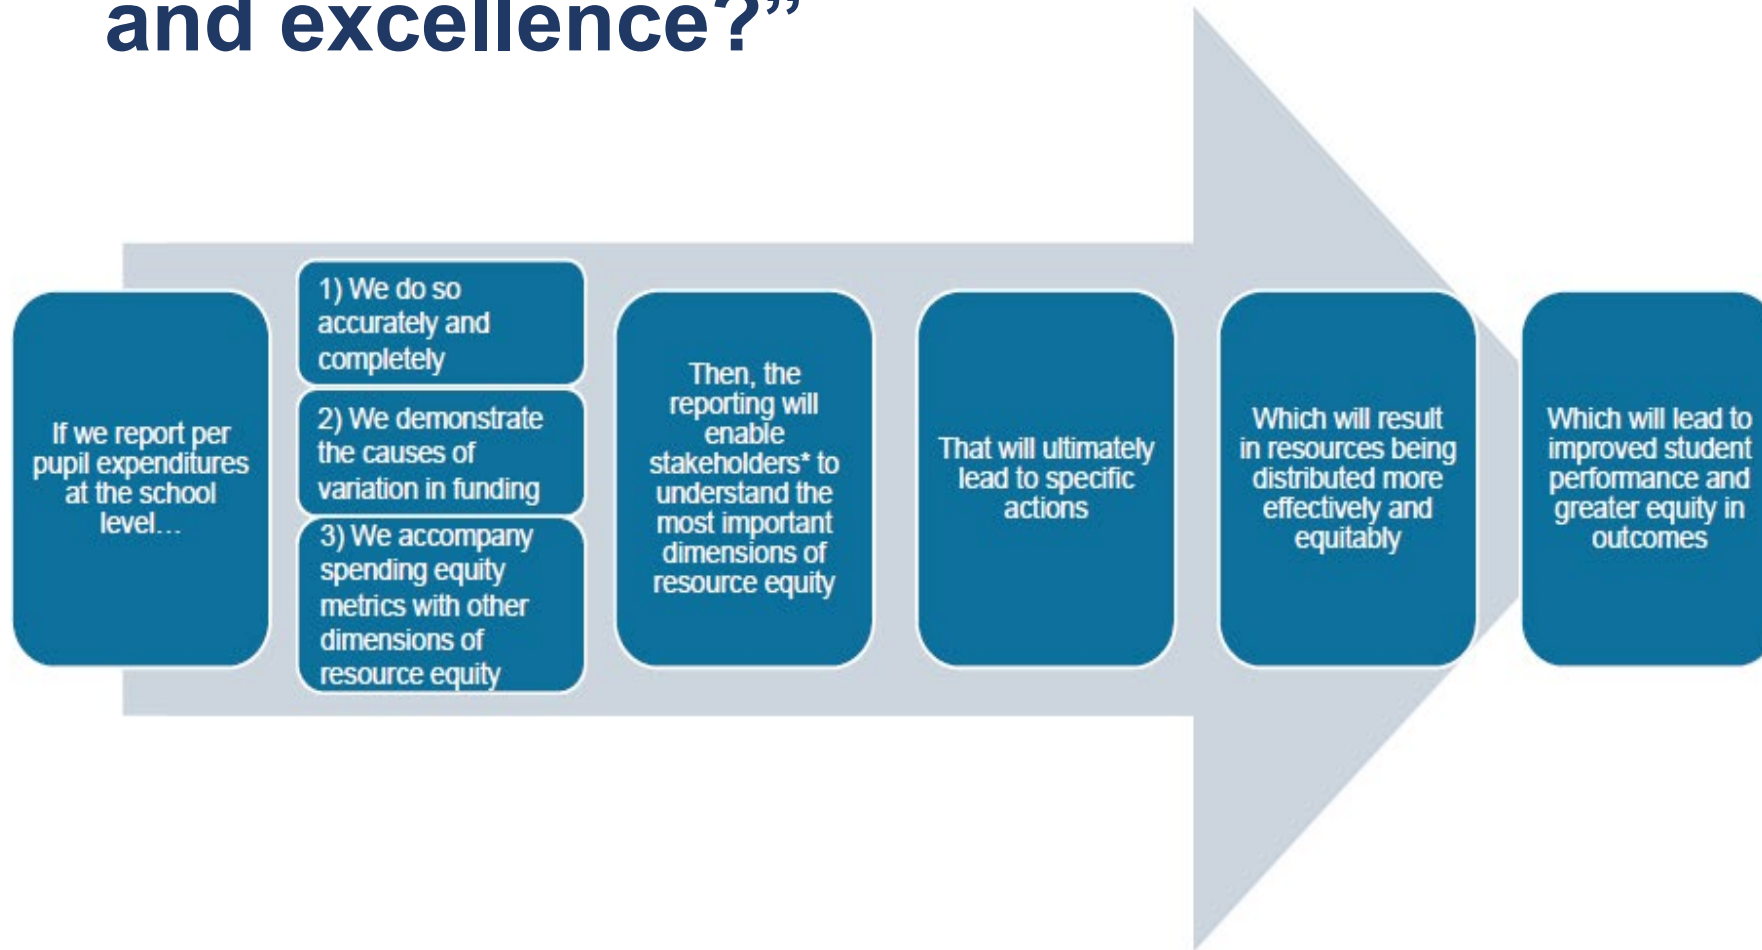 and excellence?”
If we report per
pupil expenditures
at the school
level…
1) We do so
accurately and
completely
2) We demonstrate
the causes of
variation in funding
3) We accompany
spending equity
metrics with other
dimensions of
resource equity
Then, the
reporting will
enable
stakeholders* to
understand the
most important
dimensions of
resource equity
That will ultimately
lead to specific
actions
Which will result
in resources being
distributed more
effectively and
equitably
Which will lead to
improved student
performance and
greater equity in
outcomes